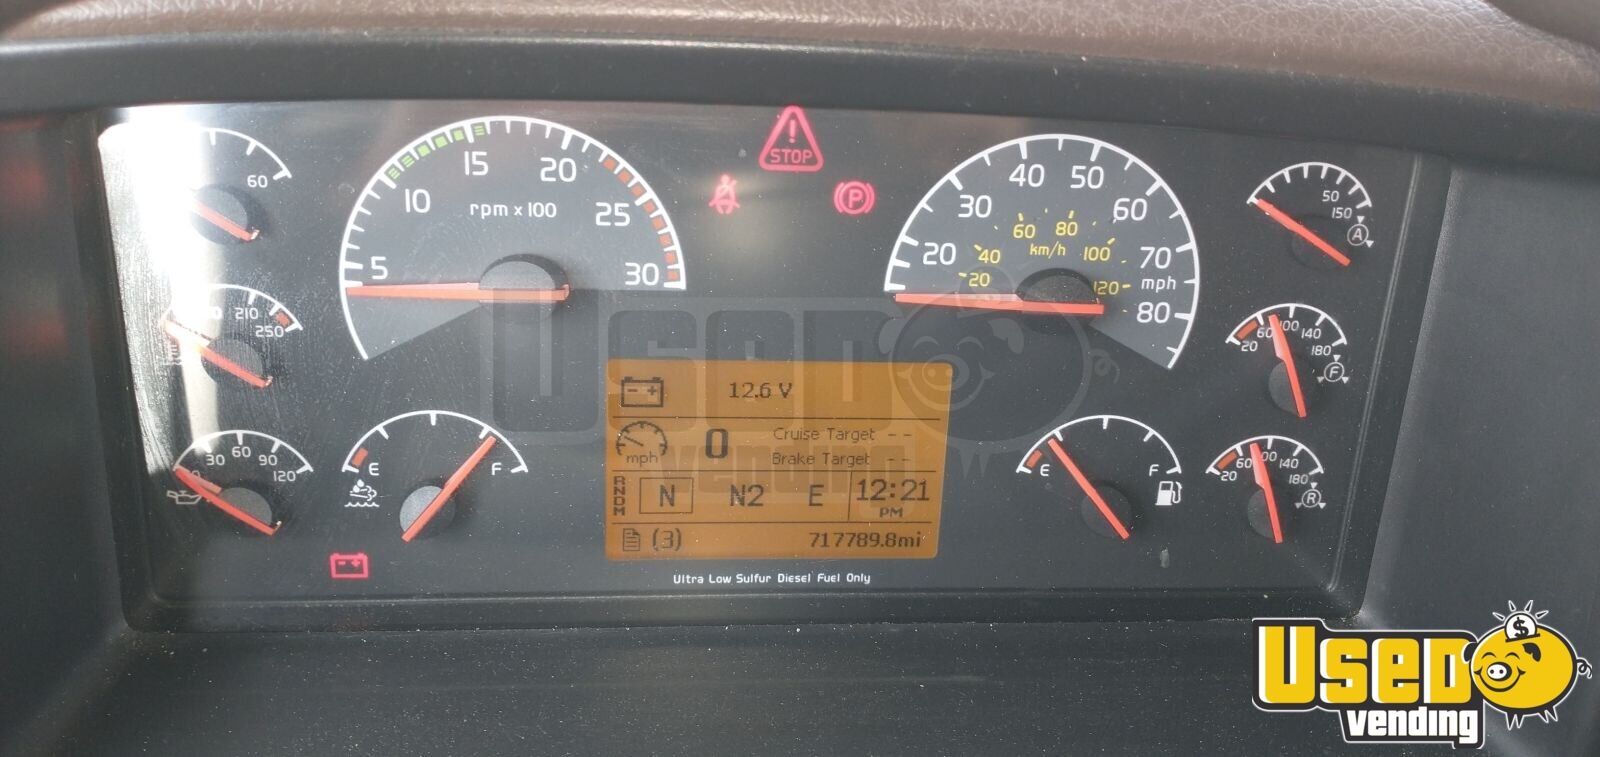 60
210
250
30
60
90
120
5
10
15
20
25
30
rpm x 100
E
F
STOP
P
20
30
40
50
60
70
80
mph
20
40
60
80
100
120
km/h
12.6 V
mph
0
Cruise Target --
Brake Target --
RNDM
N
N2
E
12:21
PM
(3)
717789.8mi
Ultra Low Sulfur Diesel Fuel Only
E
F
50
150
A
20
60
100
140
180
F
20
60
100
140
180
R
Used
vending
Used
vending
$